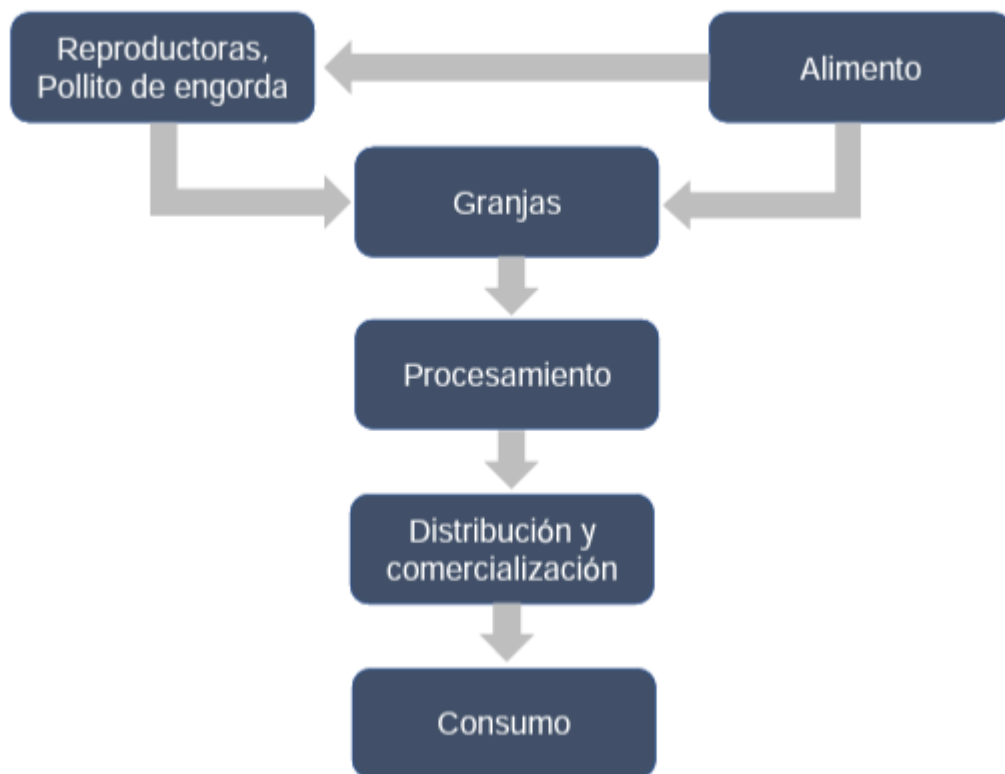 Reproductoras,
Pollito de engorda
Alimento
Granjas
Procesamiento
Distribución y
comercialización
Consumo